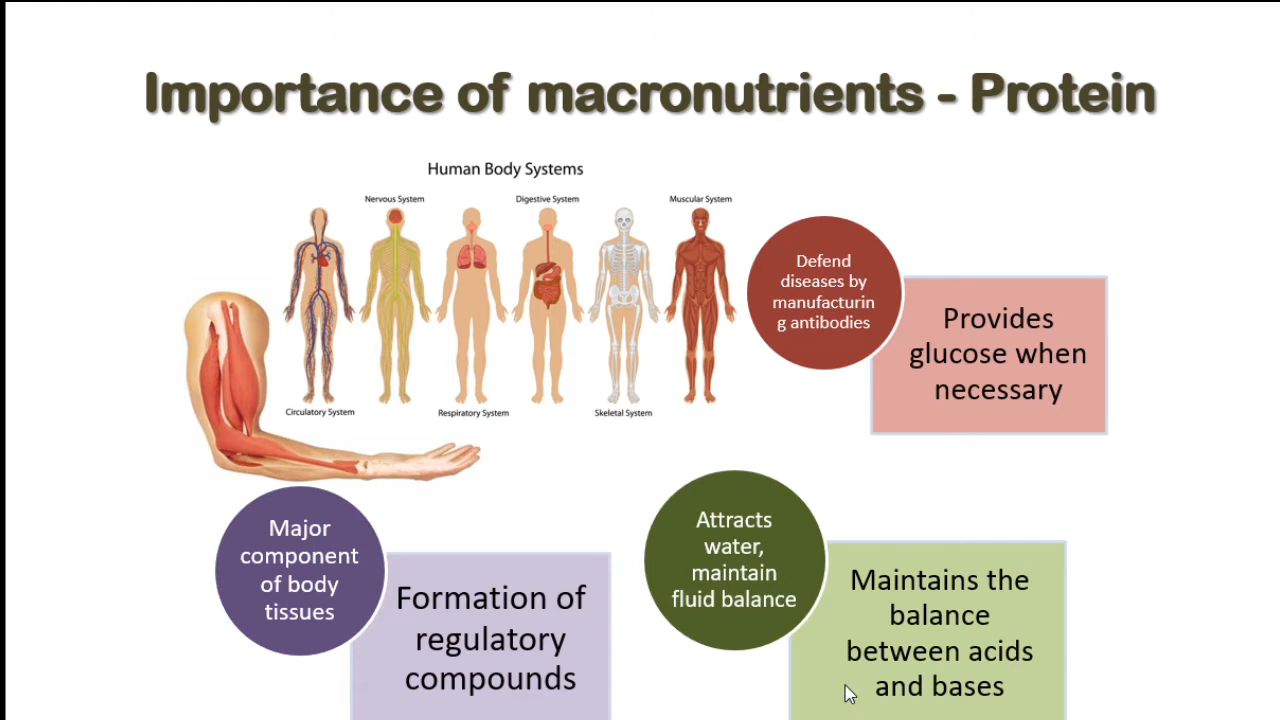 Importance of macronutrients - Protein
Human Body Systems
Nervous System
Digestive System
Muscular System
Circulatory System
Respiratory System
Skeletal System
Defend
diseases by
manufacturin
g antibodies
Provides
glucose when
necessary
Major
component
of body
tissues
Formation of
regulatory
compounds
Attracts
water,
maintain
fluid balance
Maintains the
balance
between acids
and bases